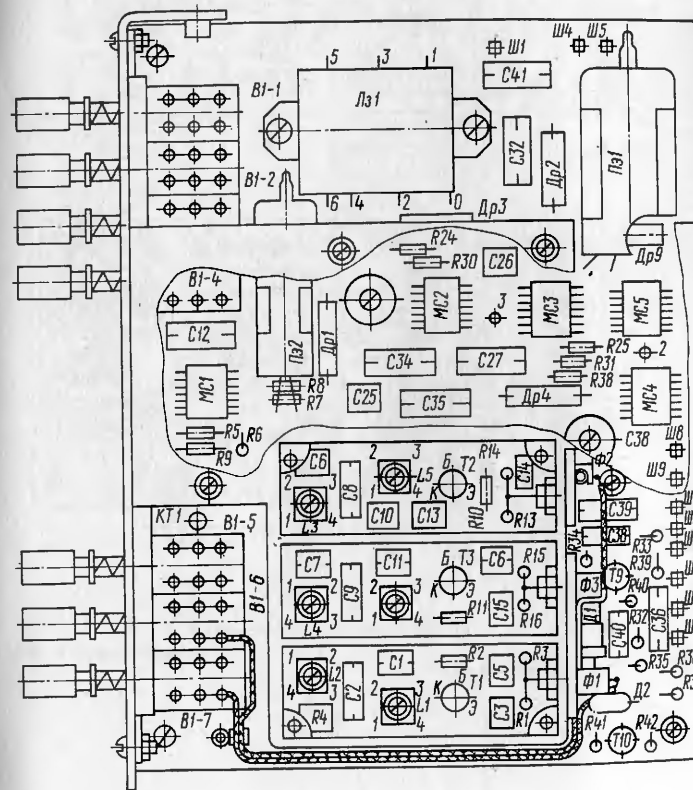 Ш4 Ш5
Ш1
5 3 1
С41
В1-1
Лз1
С32
Др2
Пз1
В1-2
6 4 2 0
Др3
R24
Др9
R30
С26
В1-4
МС2
3
МС3
МС5
С12
Пз2
Др1
С34
С27
R25
2
R31
R38
МС1
R8
R7
С25
С35
Др4
МС4
R5 R6
R9
С38
Ш8
С6
2 3
L5
1 4
Б Т2
К Э
R14
С14
Ф2
Ш9
2 3
1 4
L3
С8
С10
С13
R10
R13
С39
КТ1
В1-5
R34
С38
R33
В1-6
С7
С11
Б Т3
К Э
С6
R15
Ф3
Т9
R39
1 2
4 3
L4
С9
2
1 3
4
R11
С15
R16
R40
Д1
С40
R32
С36
1 2
4 3
L2
С1
R2
С5
R3
R35
С2
2 3
L1
1 4
Б Т1
К Э
Ф1
R4
С3
R1
Д2
В1-7
R41
Т10
R42